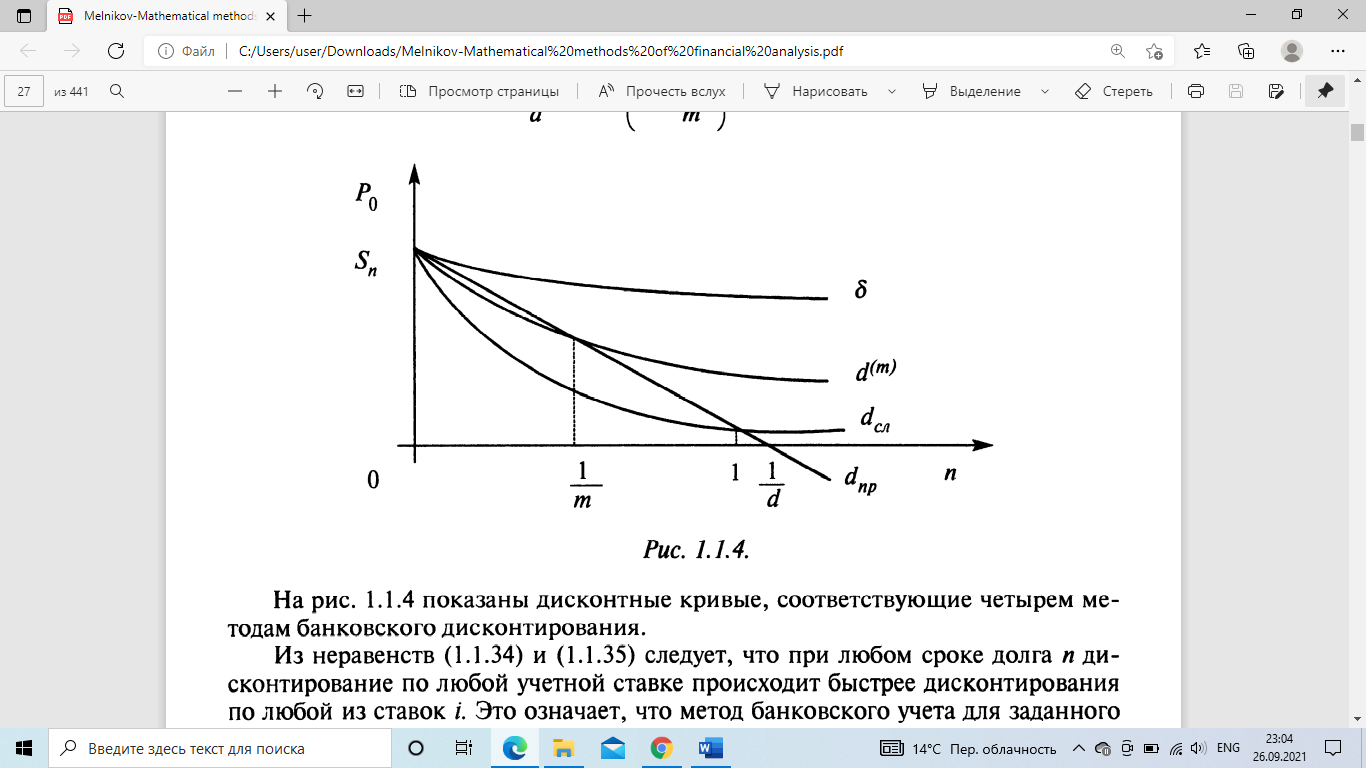 Melnikov-Mathematical methods
Файл C:/Users/user/Downloads/Melnikov-Mathematical%20methods%20of%20financial%20analysis.pdf
27 из 441 Просмотр страницы Прочесть вслух Нарисовать Выделение Стереть
d m
P₀
Sₙ
δ
d⁽ᵐ⁾
d сл
0 1/m 1 1/d d пр n
Рис. 1.1.4.
На рис. 1.1.4 показаны дисконтные кривые, соответствующие четырем ме-
тодам банковского дисконтирования.
Из неравенств (1.1.34) и (1.1.35) следует, что при любом сроке долга n ди-
сконтирование по любой учетной ставке происходит быстрее дисконтирования
по любой из ставок i. Это означает, что метод банковского учета для заданного
Введите здесь текст для поиска 14°C Пер. облачность ENG 23:04
26.09.2021